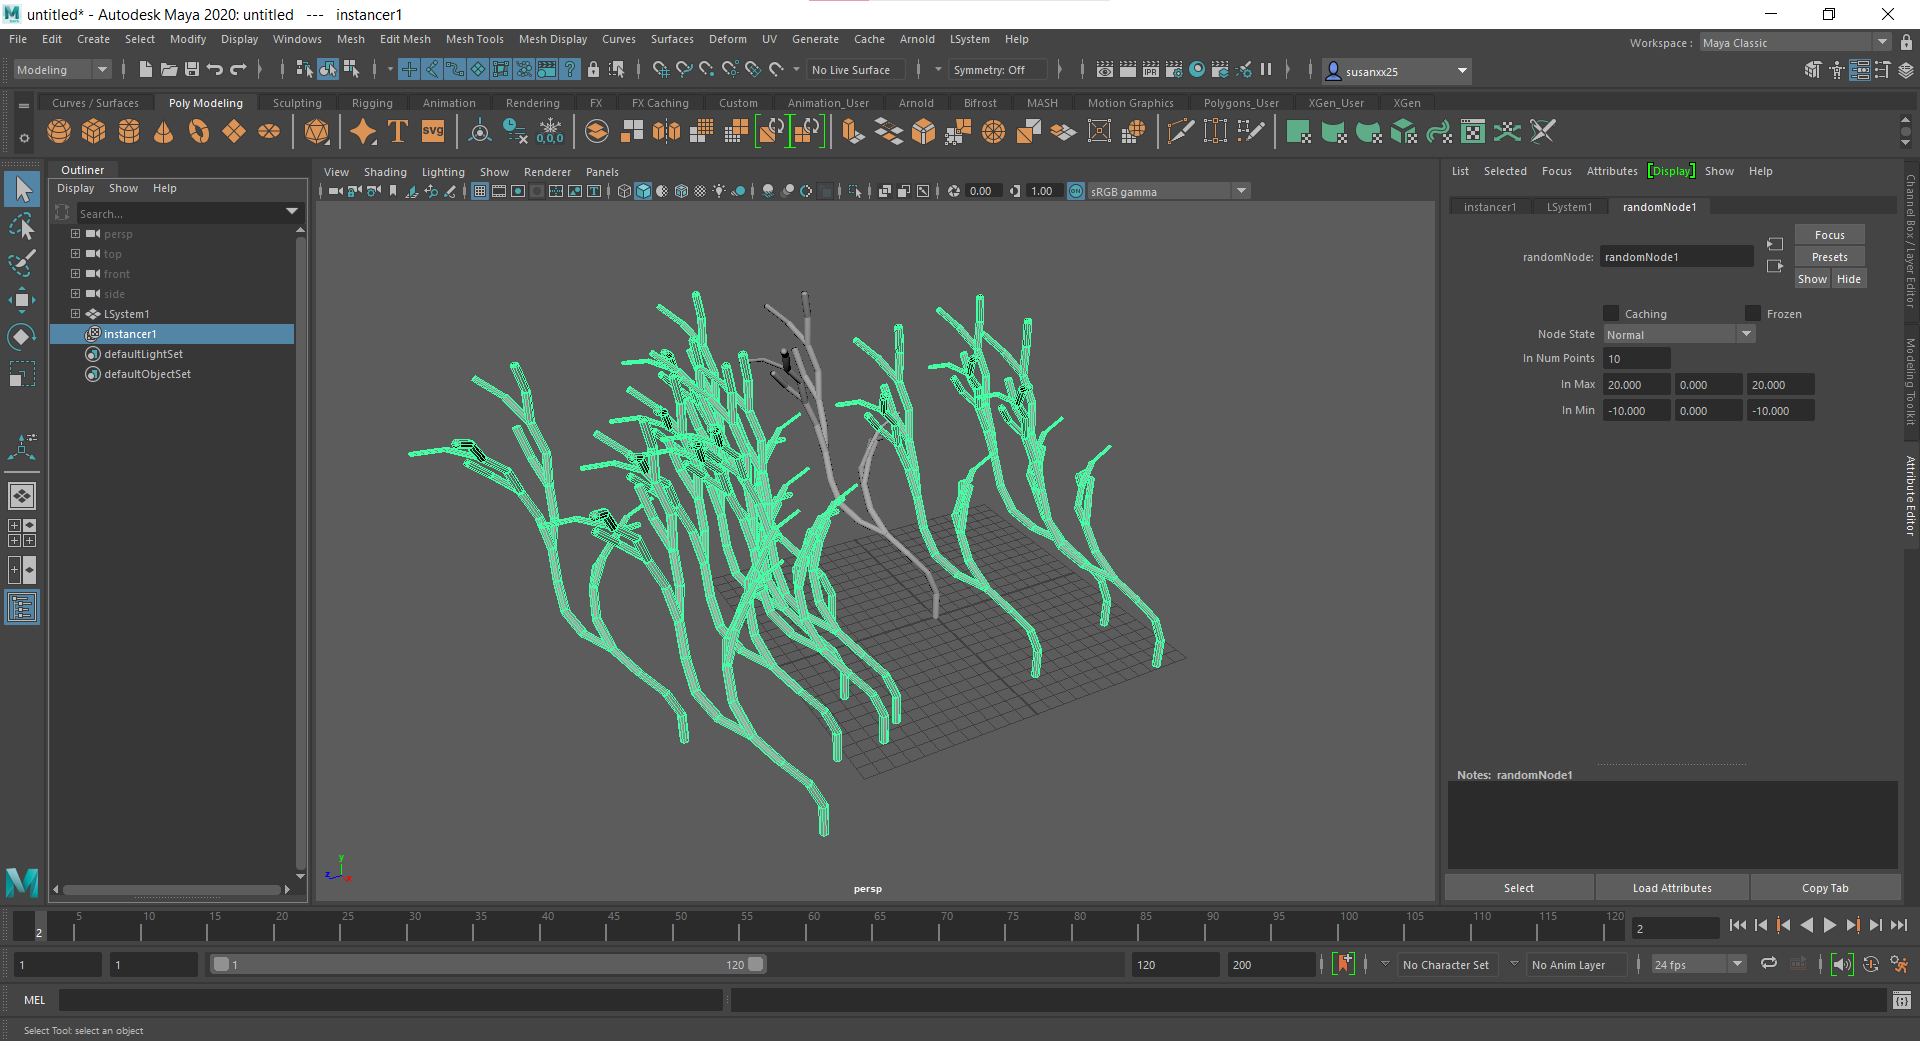 untitled* - Autodesk Maya 2020: untitled --- instancer1
File Edit Create Select Modify Display Windows Mesh Edit Mesh Mesh Tools Mesh Display Curves Surfaces Deform UV Generate Cache Arnold LSystem Help
Workspace : Maya Classic
Modeling No Live Surface Symmetry: Off susanxx25
Curves / Surfaces Poly Modeling Sculpting Rigging Animation Rendering FX FX Caching Custom Animation_User Arnold Bifrost MASH Motion Graphics Polygons_User XGen_User XGen
T SVG 0,0,0
Outliner
Display Show Help
Search...
persp
top
front
side
LSystem1
instancer1
defaultLightSet
defaultObjectSet
View Shading Lighting Show Renderer Panels
0.00 1.00 ON sRGB gamma
persp
y
z
List Selected Focus Attributes [Display] Show Help
instancer1 LSystem1 randomNode1
randomNode: randomNode1
Focus
Presets
Show Hide
Caching Frozen
Node State Normal
In Num Points 10
In Max 20.000 0.000 20.000
In Min -10.000 0.000 -10.000
Notes: randomNode1
Select Load Attributes Copy Tab
Channel Box / Layer Editor
Modeling Toolkit
Attribute Editor
2 5 10 15 20 25 30 35 40 45 50 55 60 65 70 75 80 85 90 95 100 105 110 115 120 2
1 1 1 120 120 200 No Character Set No Anim Layer 24 fps
MEL
Select Tool: select an object